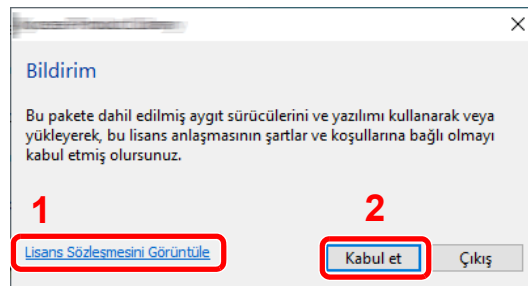 Bildirim
Bu pakete dahil edilmiş aygıt sürücülerini ve yazılımı kullanarak veya
yükleyerek, bu lisans anlaşmasının şartlar ve koşullarına bağlı olmayı
kabul etmiş olursunuz.
1
2
Lisans Sözleşmesini Görüntüle
Kabul et
Çıkış